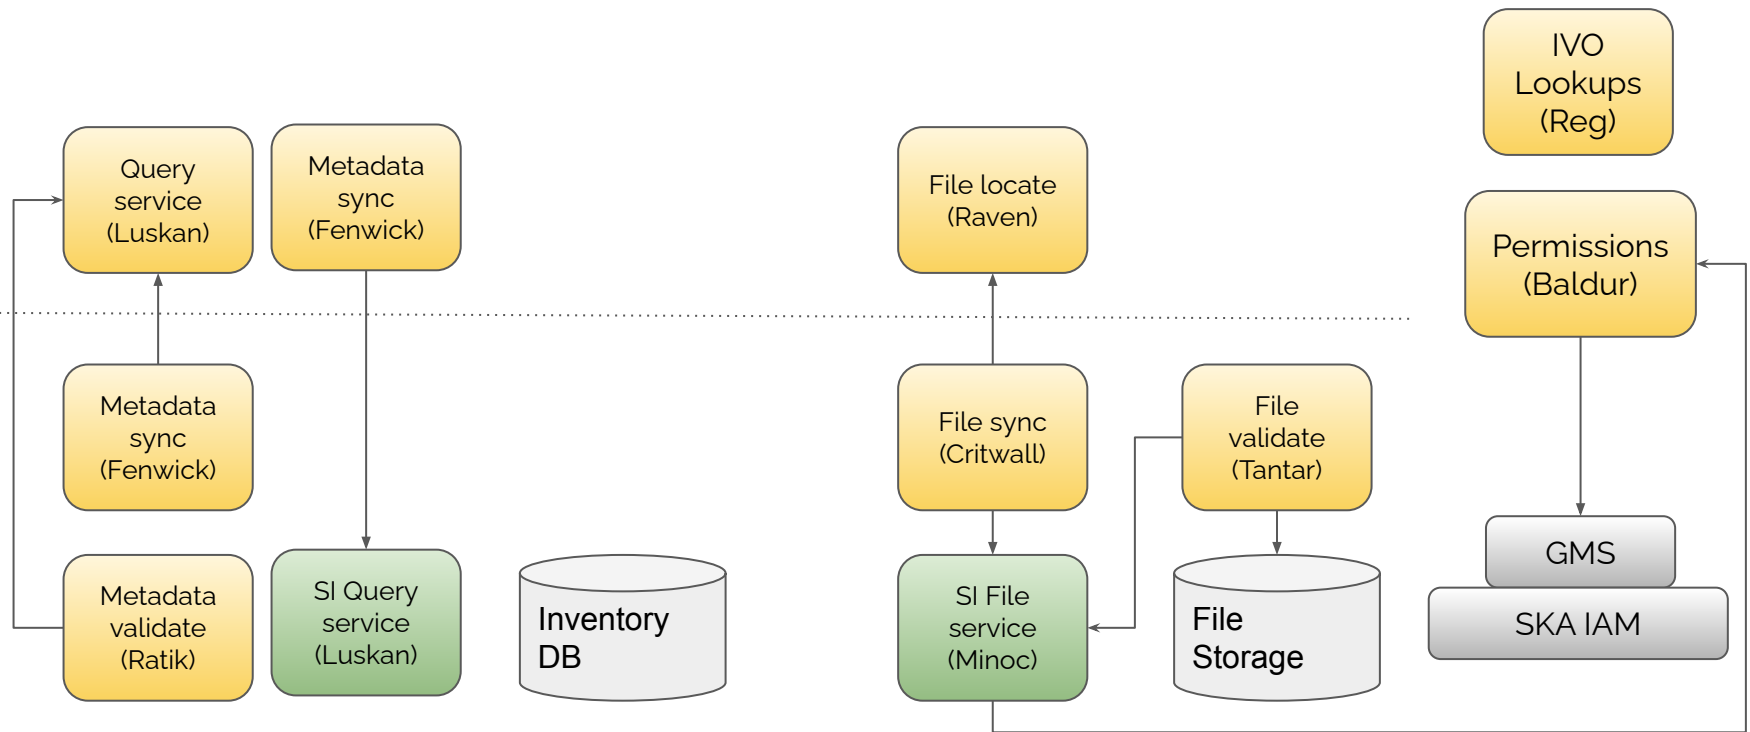 IVO
Lookups
(Reg)
Query
service
(Luskan)
Metadata
sync
(Fenwick)
File locate
(Raven)
Permissions
(Baldur)
Metadata
sync
(Fenwick)
File sync
(Critwall)
File
validate
(Tantar)
Metadata
validate
(Ratik)
SI Query
service
(Luskan)
Inventory
DB
SI File
service
(Minoc)
File
Storage
GMS
SKA IAM